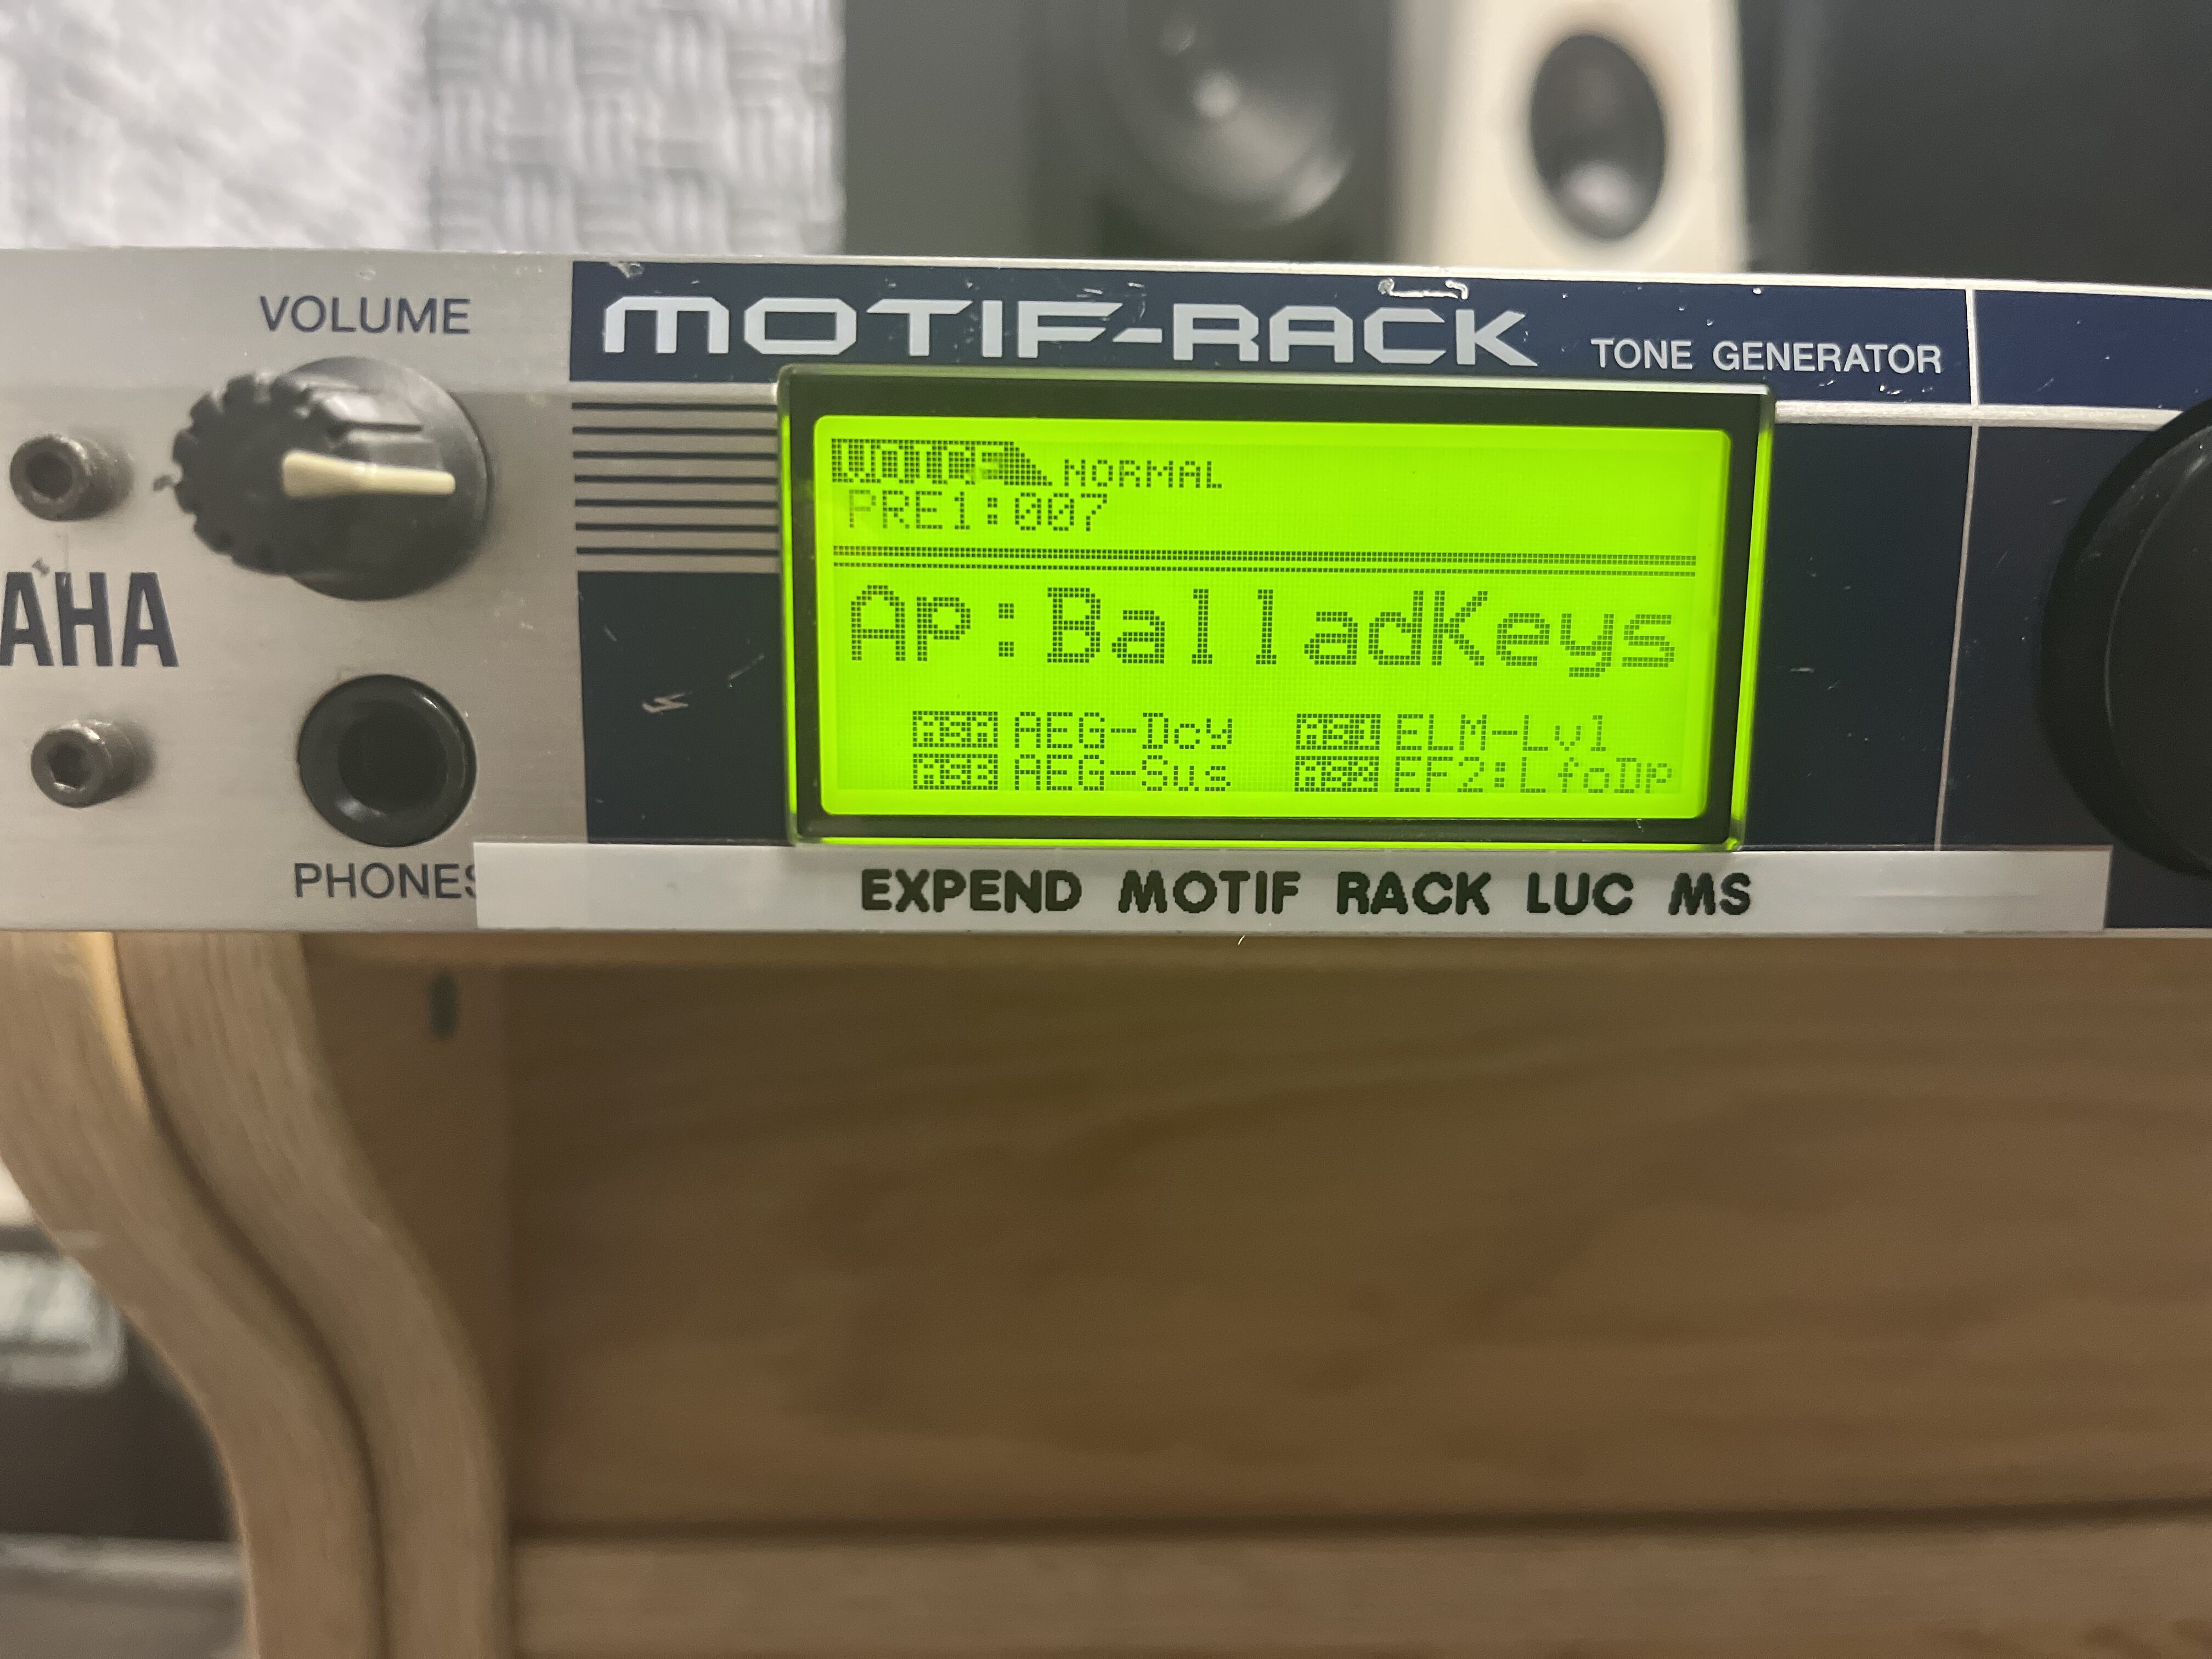 VOLUME
MOTIF-RACK TONE GENERATOR
VOICE NORMAL
PRE1:007
AHA
Ap:BalladKeys
AEG-Dcy ELM-Lvl
AEG-Sus EF2:LfoDp
PHONES
EXPEND MOTIF RACK LUC MS